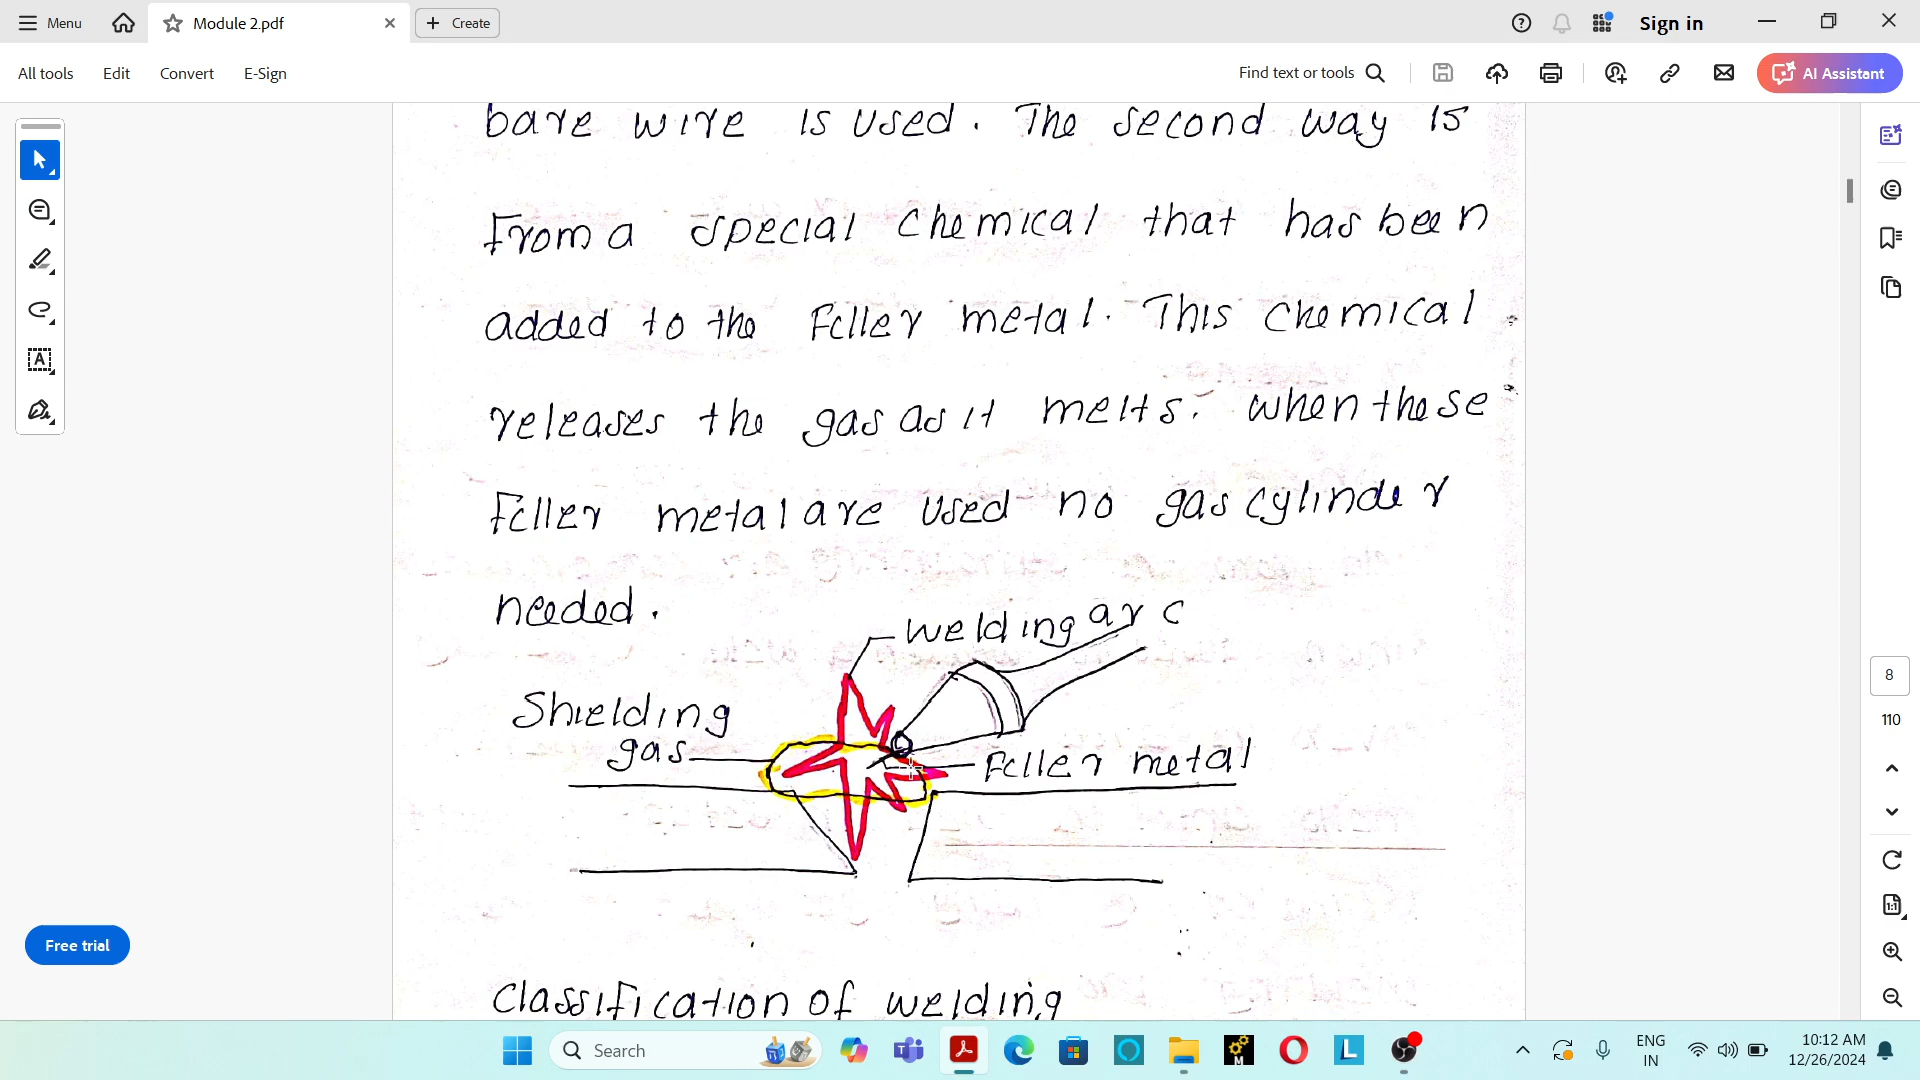 Menu
Module 2.pdf
Create
Sign in
All tools
Edit
Convert
E-Sign
Find text or tools
AI Assistant
bare wire is used. The second way is
From a special chemical that has been
added to the Filler metal. This chemical
releases the gas as it melts. when these
Filler metal are used no gas cylinder
needed.
welding arc
Shielding
gas
Filler metal
classification of welding
8
110
Free trial
Search
ENG
IN
10:12 AM
12/26/2024